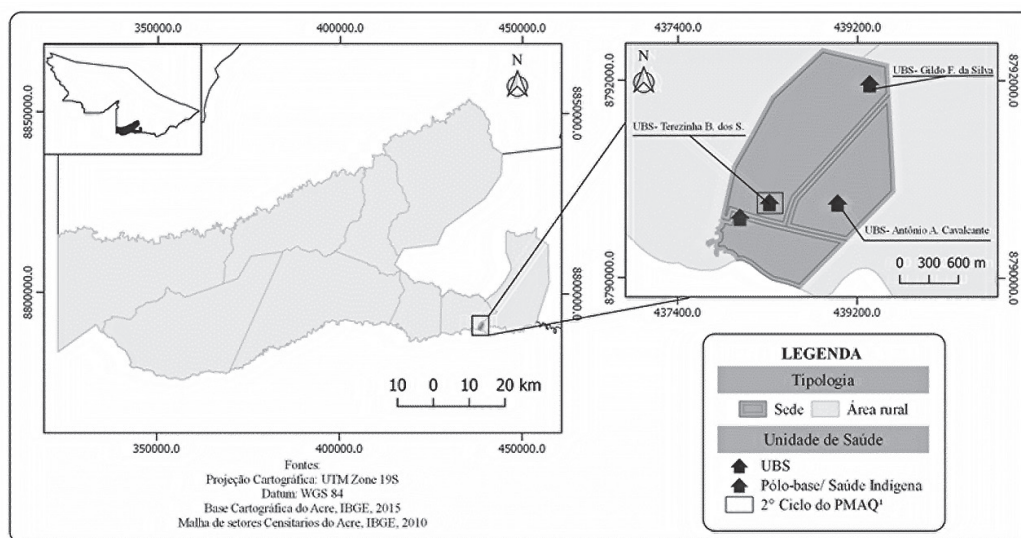 350000.0
400000.0
450000.0
N
8850000.0
8850000.0
8800000.0
8800000.0
10 0 10 20 km
350000.0
400000.0
450000.0
Fontes:
Projeção Cartográfica: UTM Zone 19S
Datum: WGS 84
Base Cartográfica do Acre, IBGE, 2015
Malha de setores Censitarios do Acre, IBGE, 2010
437400.0
439200.0
N
8792000.0
8792000.0
UBS- Gildo F. da Silva
UBS- Terezinha B. dos S.
UBS- Antônio A. Cavalcante
0 300 600 m
8790000.0
8790000.0
437400.0
439200.0
LEGENDA
Tipologia
Sede Área rural
Unidade de Saúde
UBS
Pólo-base/ Saúde Indígena
2° Ciclo do PMAQ¹